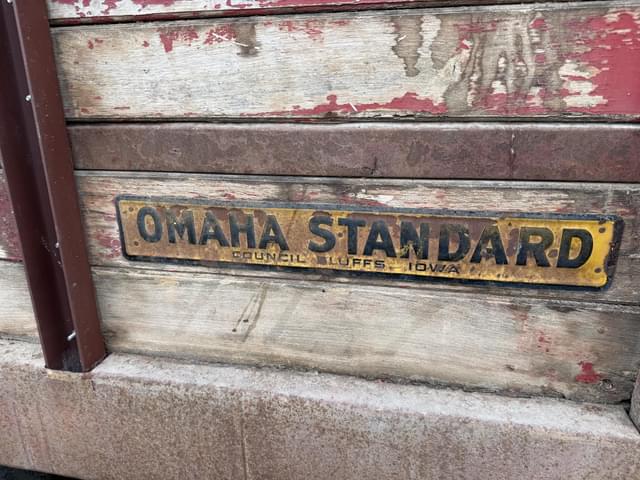 OMAHA STANDARD
COUNCIL BLUFFS IOWA